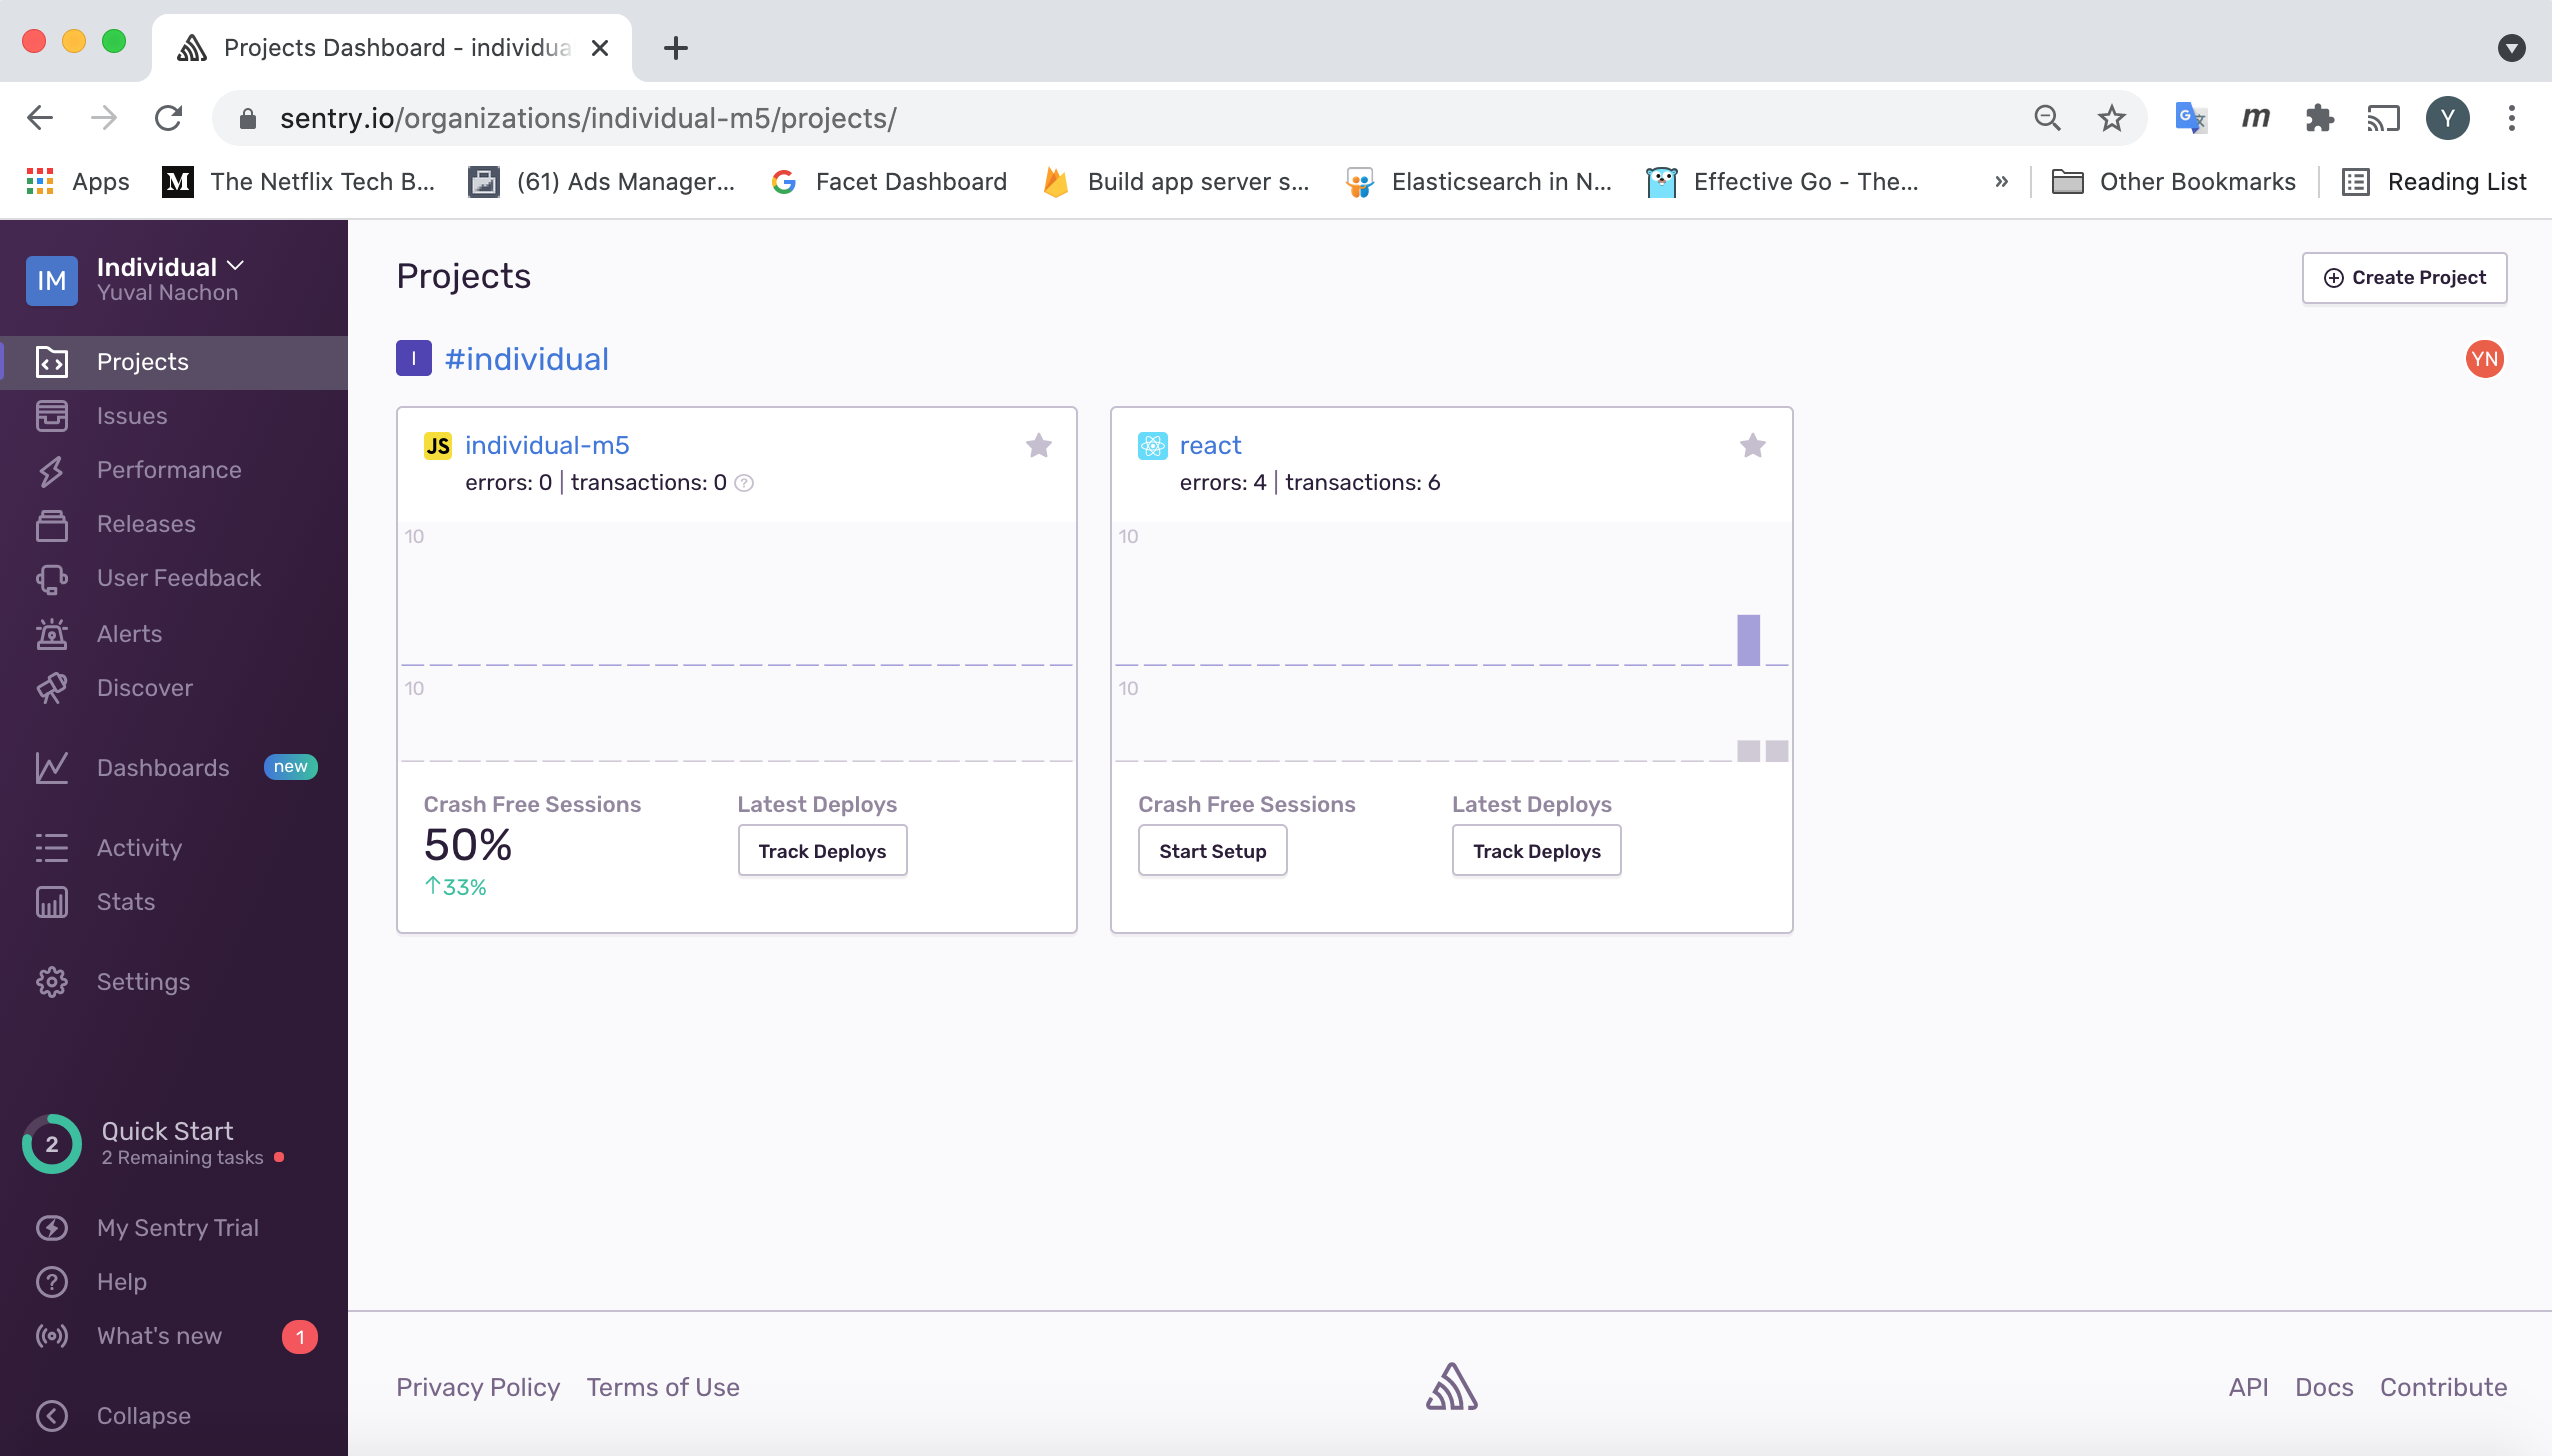 Projects Dashboard - individua
sentry.io/organizations/individual-m5/projects/
Y
Apps
M
The Netflix Tech B...
(61) Ads Manager...
Facet Dashboard
Build app server s...
Elasticsearch in N...
Effective Go - The...
»
Other Bookmarks
Reading List
IM
Individual
Yuval Nachon
Projects
Issues
Performance
Releases
User Feedback
Alerts
Discover
Dashboards new
Activity
Stats
Settings
2
Quick Start
2 Remaining tasks
My Sentry Trial
Help
What's new 1
Collapse
Projects
Create Project
I #individual
YN
JS individual-m5
errors: 0 | transactions: 0 ?
10
10
Crash Free Sessions
50%
↑33%
Latest Deploys
Track Deploys
react
errors: 4 | transactions: 6
10
10
Crash Free Sessions
Start Setup
Latest Deploys
Track Deploys
Privacy Policy Terms of Use
API Docs Contribute